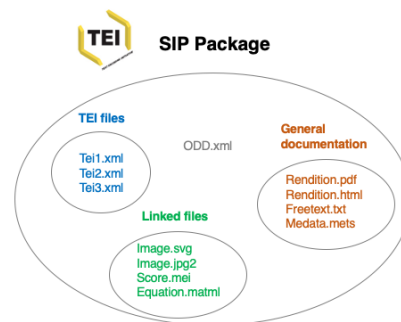 TEI
SIP Package
TEI files
Tei1.xml
Tei2.xml
Tei3.xml
ODD.xml
General
documentation
Rendition.pdf
Rendition.html
Freetext.txt
Medata.mets
Linked files
Image.svg
Image.jpg2
Score.mei
Equation.matml